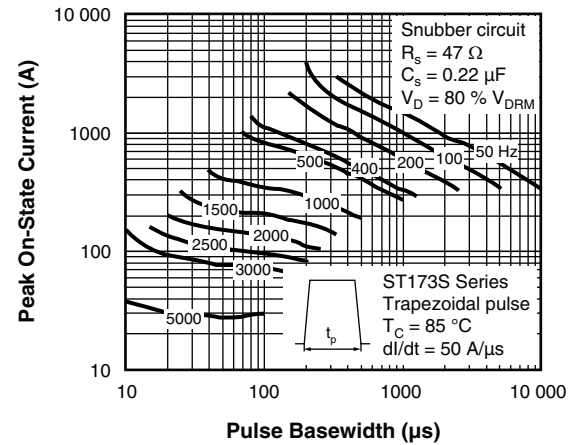 10 000
1000
100
10
Peak On-State Current (A)
Snubber circuit
Rs = 47 Ω
Cs = 0.22 µF
VD = 80 % VDRM
50 Hz
100
200
400
500
1000
1500
2000
2500
3000
5000
tp
ST173S Series
Trapezoidal pulse
TC = 85 °C
dI/dt = 50 A/µs
10
100
1000
10 000
Pulse Basewidth (µs)